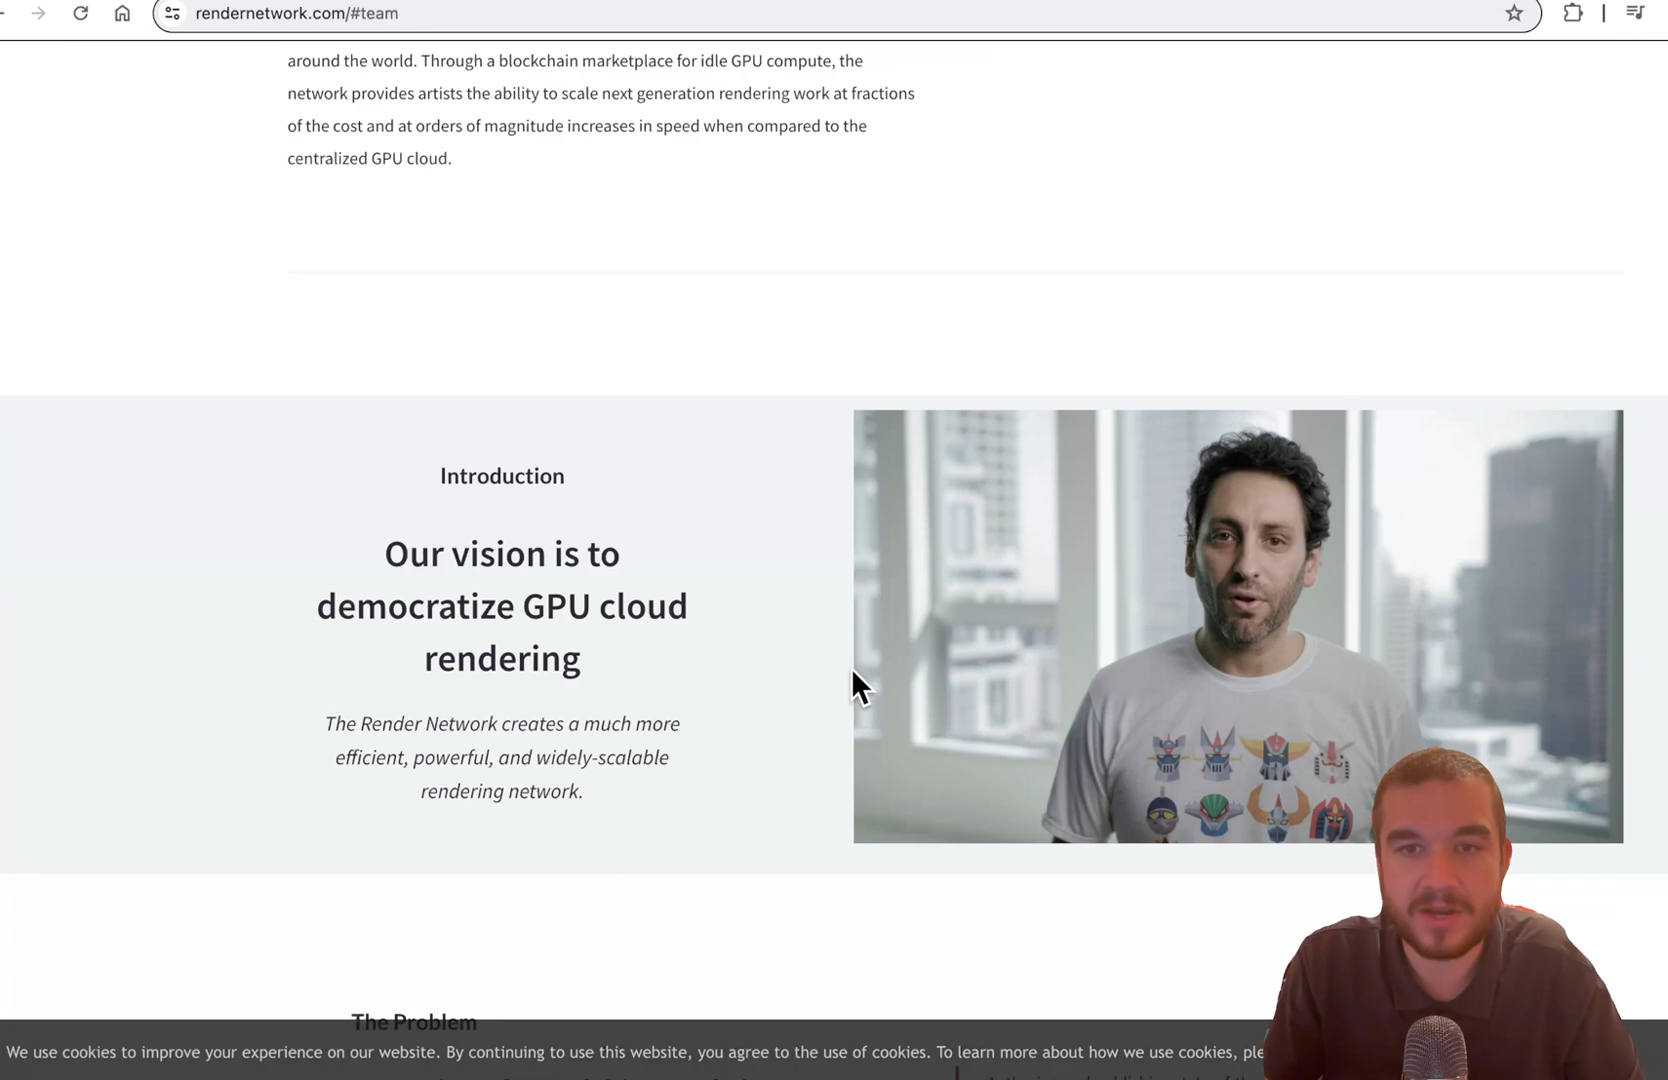 rendernetwork.com/#team
around the world. Through a blockchain marketplace for idle GPU compute, the
network provides artists the ability to scale next generation rendering work at fractions
of the cost and at orders of magnitude increases in speed when compared to the
centralized GPU cloud.
Introduction
Our vision is to
democratize GPU cloud
rendering
The Render Network creates a much more
efficient, powerful, and widely-scalable
rendering network.
The Problem
We use cookies to improve your experience on our website. By continuing to use this website, you agree to the use of cookies. To learn more about how we use cookies, ple